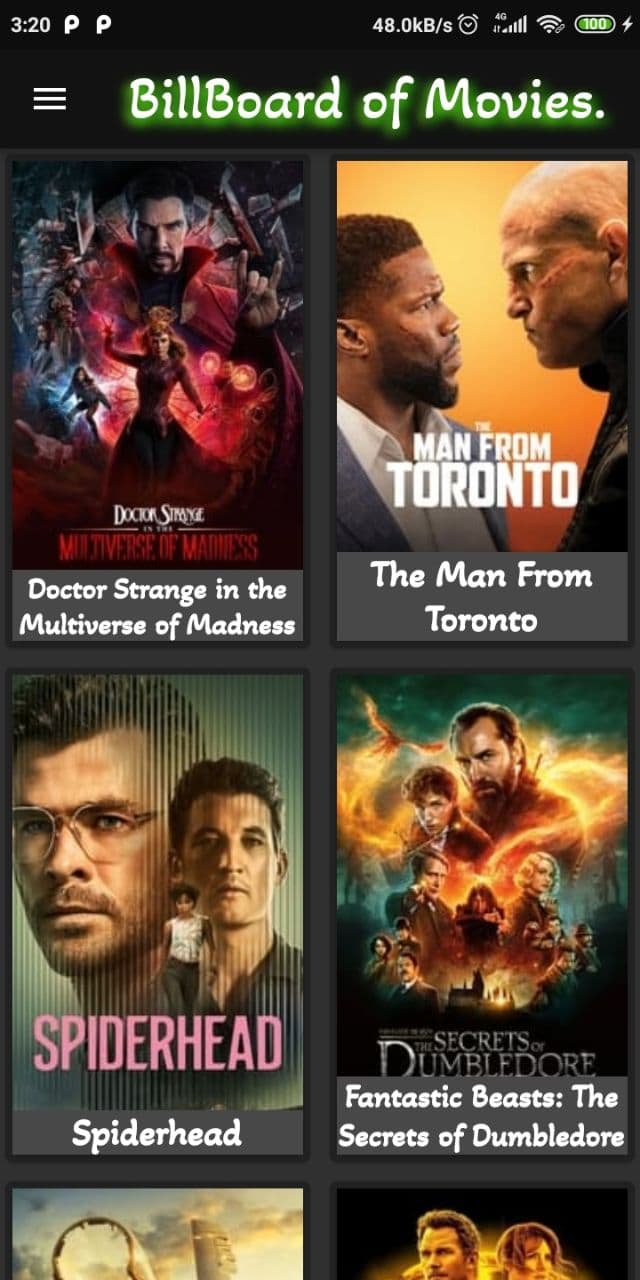 3:20 P P 48.0kB/s 4G 100
BillBoard of Movies.
DOCTOR STRANGE
IN THE
MULTIVERSE OF MADNESS
Doctor Strange in the
Multiverse of Madness
THE
MAN FROM
TORONTO
The Man From
Toronto
SPIDERHEAD
Spiderhead
THE SECRETS OF
DUMBLEDORE
Fantastic Beasts: The
Secrets of Dumbledore